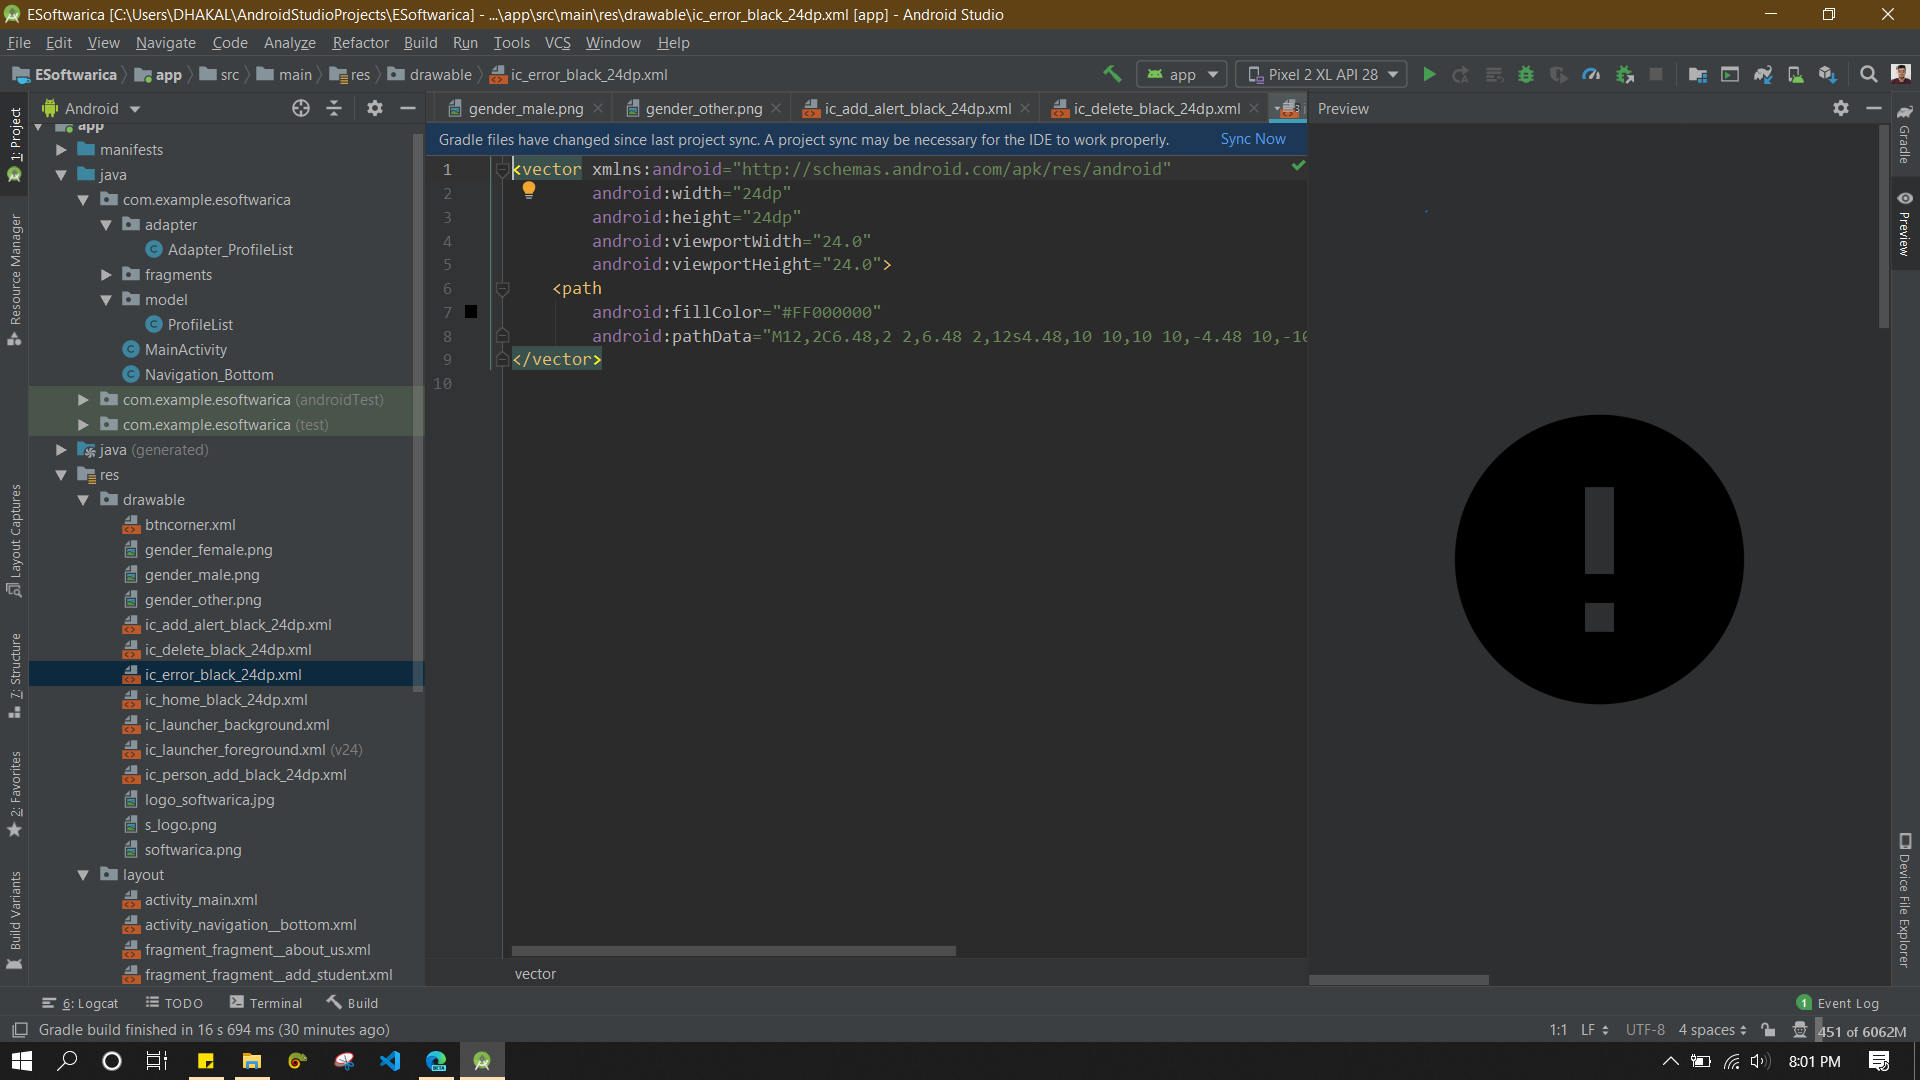 ESoftwarica [C:\Users\DHAKAL\AndroidStudioProjects\ESoftwarica] - ...\app\src\main\res\drawable\ic_error_black_24dp.xml [app] - Android Studio
File Edit View Navigate Code Analyze Refactor Build Run Tools VCS Window Help
ESoftwarica app src main res drawable ic_error_black_24dp.xml app Pixel 2 XL API 28
Android
gender_male.png gender_other.png ic_add_alert_black_24dp.xml ic_delete_black_24dp.xml
Preview
Gradle files have changed since last project sync. A project sync may be necessary for the IDE to work properly. Sync Now
1: Project
Resource Manager
Layout Captures
7: Structure
2: Favorites
Build Variants
app
manifests
java
com.example.esoftwarica
adapter
Adapter_ProfileList
fragments
model
ProfileList
MainActivity
Navigation_Bottom
com.example.esoftwarica (androidTest)
com.example.esoftwarica (test)
java (generated)
res
drawable
btncorner.xml
gender_female.png
gender_male.png
gender_other.png
ic_add_alert_black_24dp.xml
ic_delete_black_24dp.xml
ic_error_black_24dp.xml
ic_home_black_24dp.xml
ic_launcher_background.xml
ic_launcher_foreground.xml (v24)
ic_person_add_black_24dp.xml
logo_softwarica.jpg
s_logo.png
softwarica.png
layout
activity_main.xml
activity_navigation__bottom.xml
fragment_fragment__about_us.xml
fragment_fragment__add_student.xml
1 <vector xmlns:android="http://schemas.android.com/apk/res/android"
2 android:width="24dp"
3 android:height="24dp"
4 android:viewportWidth="24.0"
5 android:viewportHeight="24.0">
6 <path
7 android:fillColor="#FF000000"
8 android:pathData="M12,2C6.48,2 2,6.48 2,12s4.48,10 10,10 10,-4.48 10,-10
9 </vector>
10
vector
Gradle
Preview
Device File Explorer
6: Logcat TODO Terminal Build
1 Event Log
Gradle build finished in 16 s 694 ms (30 minutes ago)
1:1 LF UTF-8 4 spaces 451 of 6062M
BETA
8:01 PM